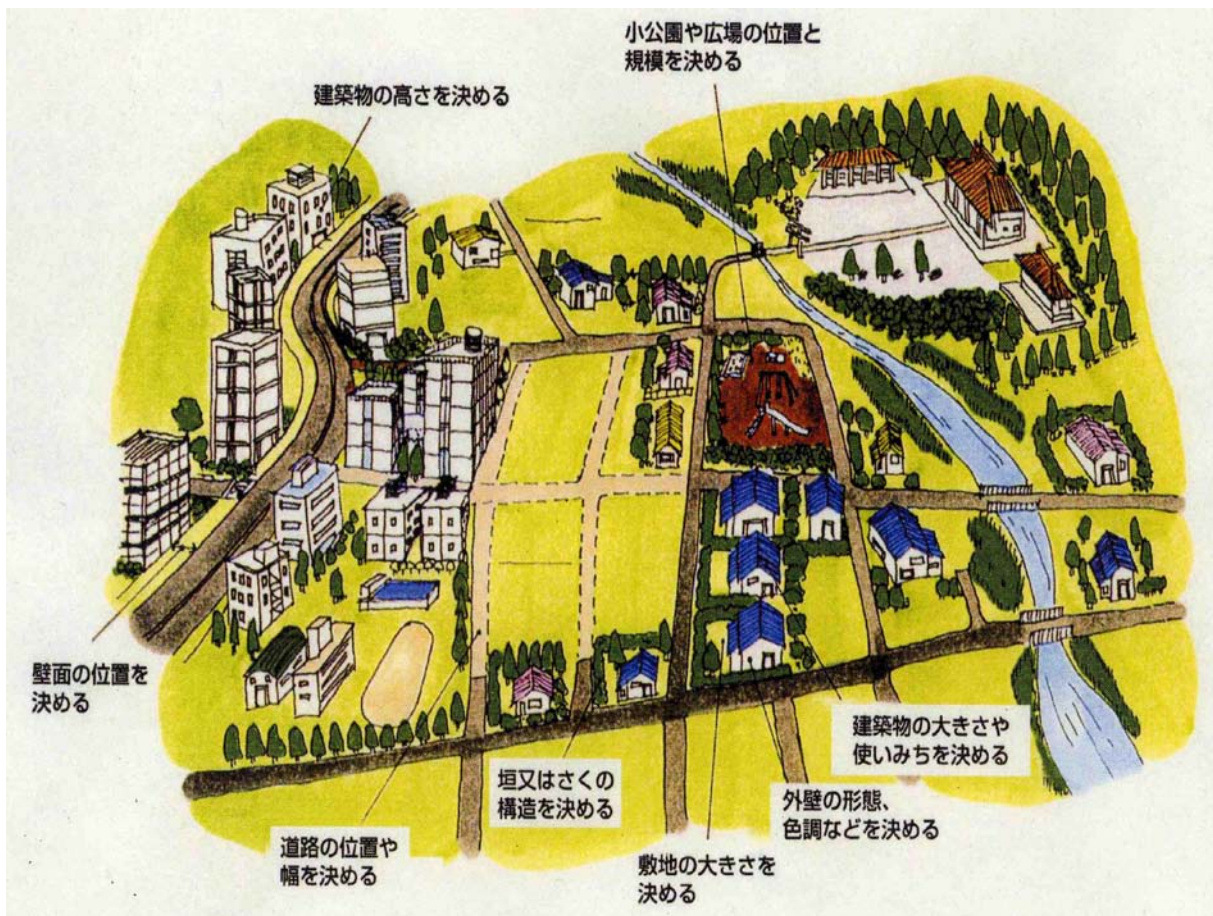 小公園や広場の位置と
規模を決める
建築物の高さを決める
壁面の位置を
決める
建築物の大きさや
使いみちを決める
垣又はさくの
構造を決める
外壁の形態、
色調などを決める
道路の位置や
幅を決める
敷地の大きさを
決める